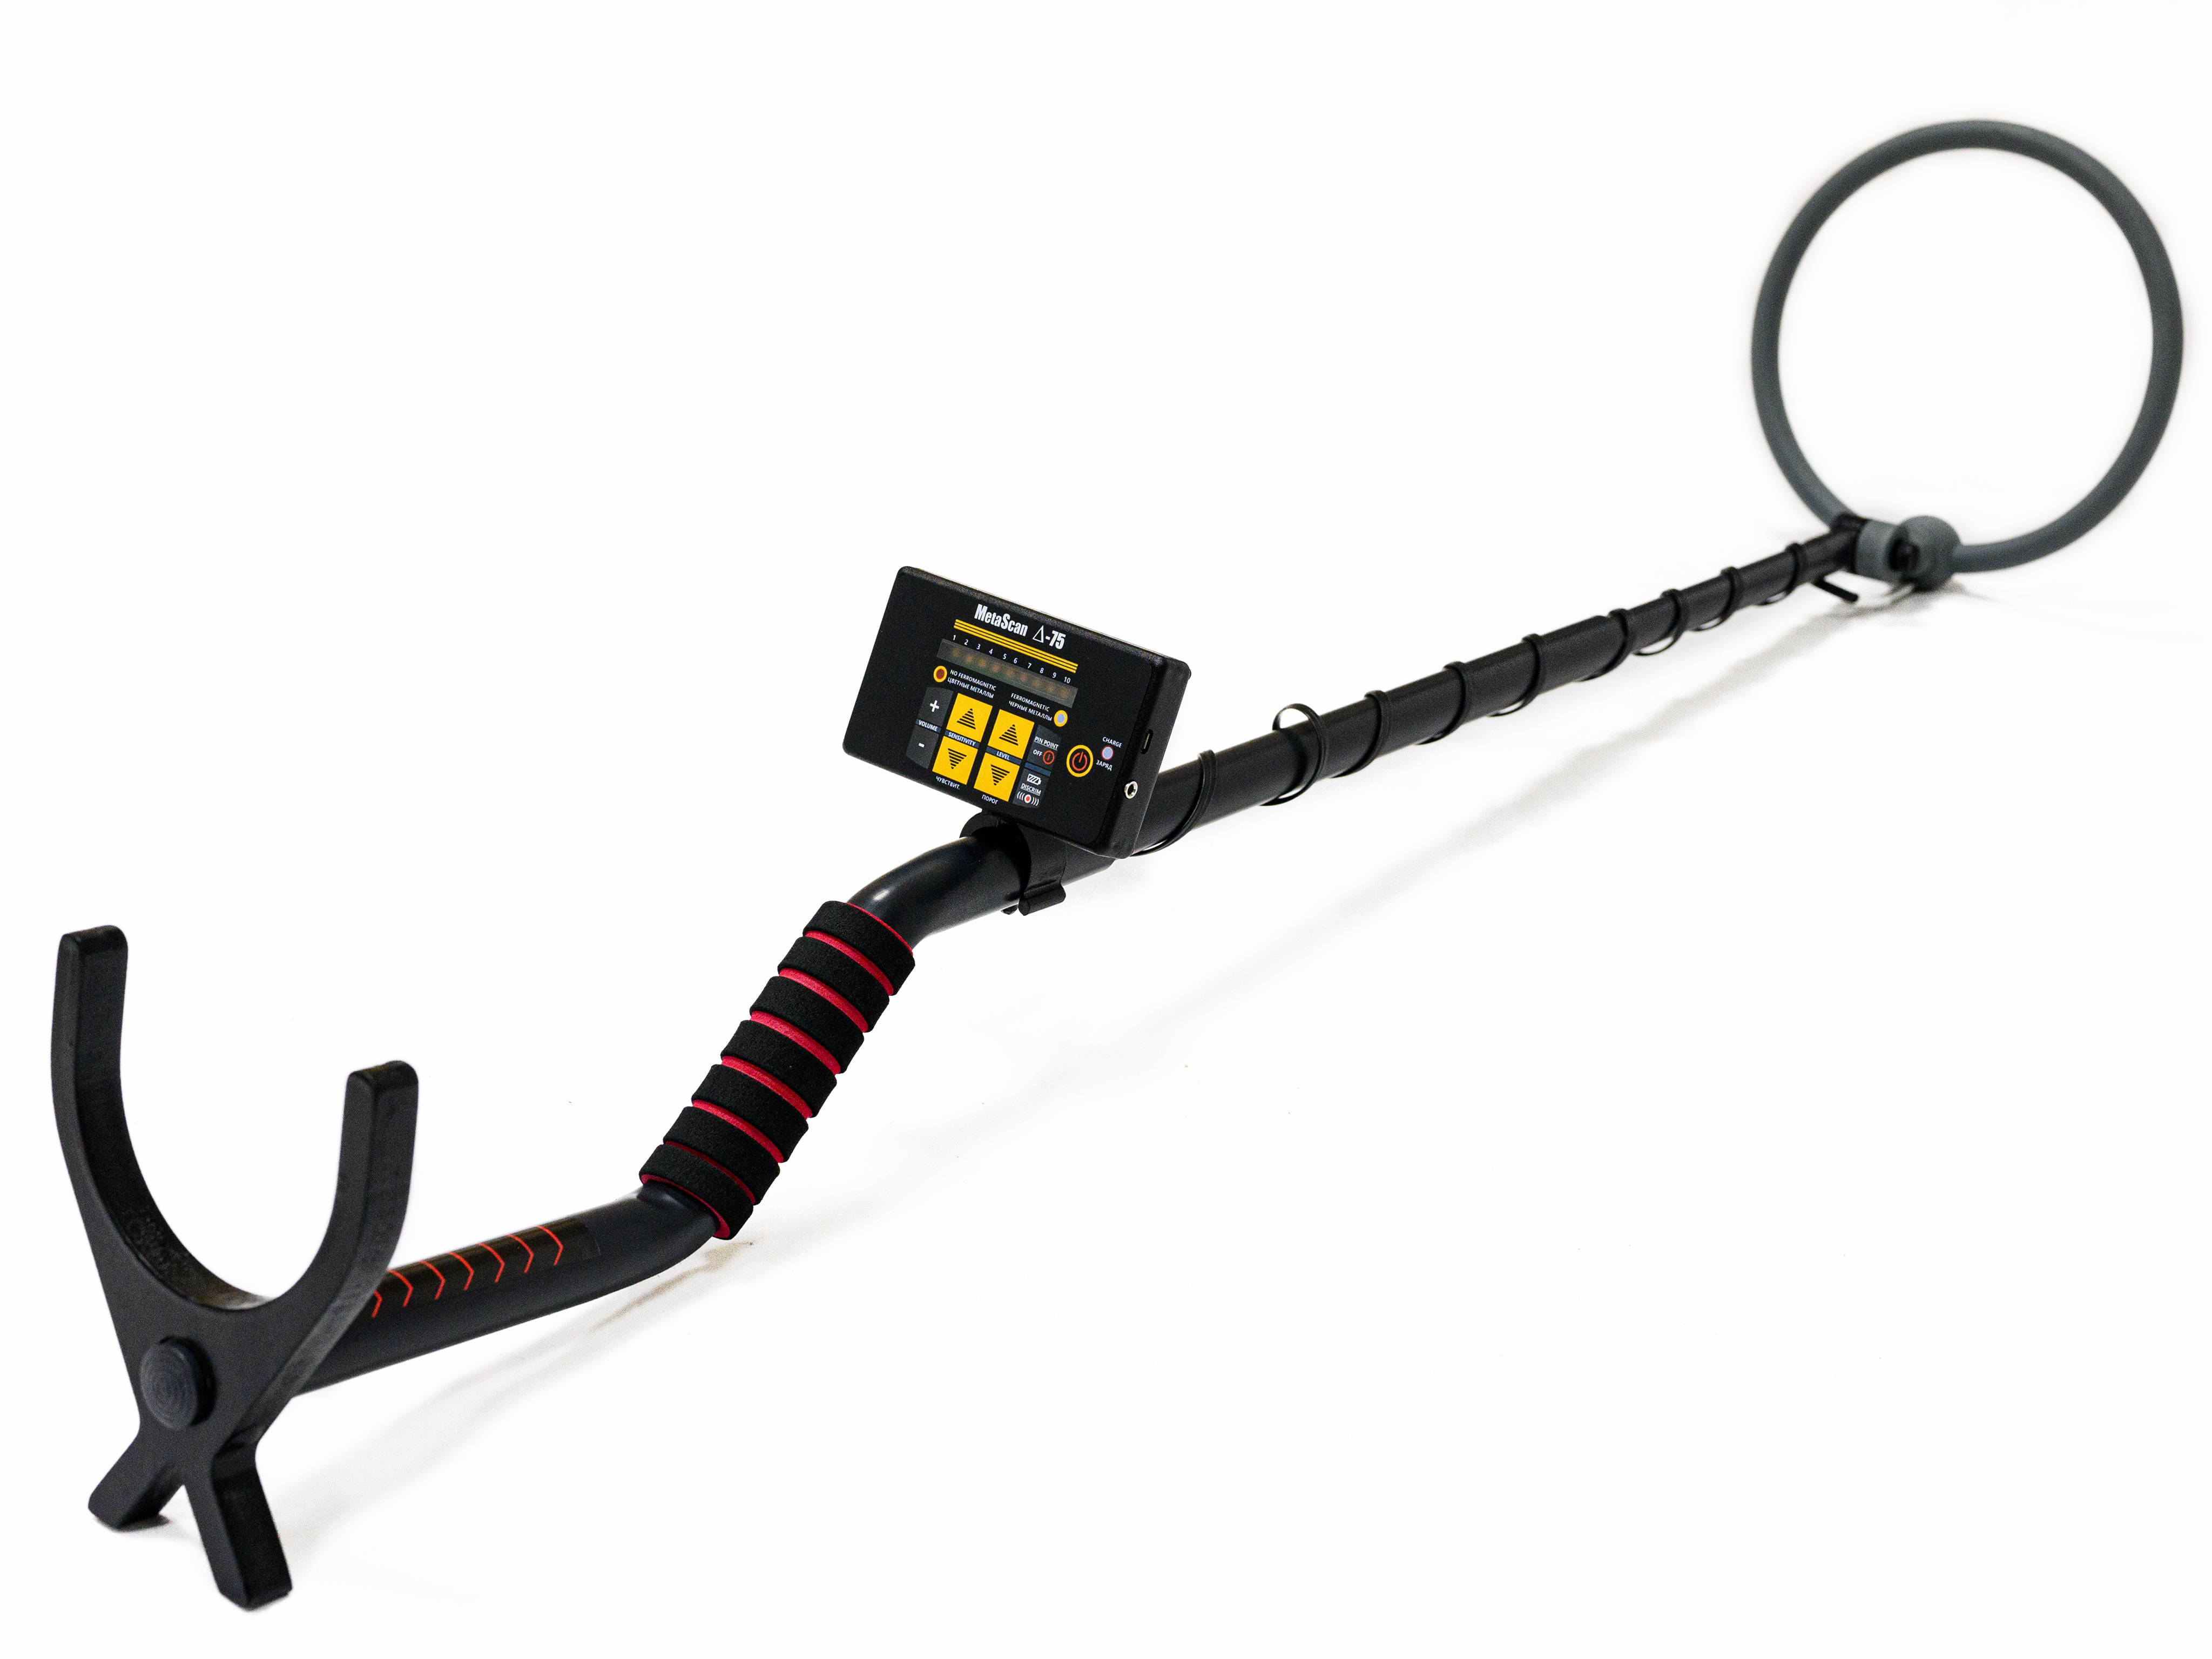 MetaScan Δ-75
1 2 3 4 5 6 7 8 9 10
NO FERROMAGNETIC
ЦВЕТНЫЕ МЕТАЛЛЫ
FERROMAGNETIC
ЧЕРНЫЕ МЕТАЛЛЫ
+
VOLUME
-
SENSITIVITY
ЧУВСТВИТ.
LEVEL
ПОРОГ
PIN POINT
OFF
DISCRIM
CHARGE
ЗАРЯД